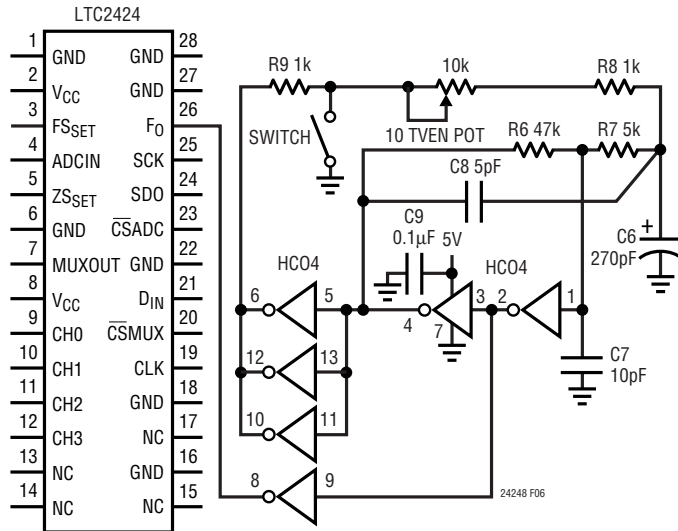 LTC2424
1 GND GND 28
2 VCC GND 27
3 FSSET FO 26
4 ADCIN SCK 25
5 ZSSET SDO 24
6 GND CSADC 23
7 MUXOUT GND 22
8 VCC DIN 21
9 CH0 CSMUX 20
10 CH1 CLK 19
11 CH2 GND 18
12 CH3 NC 17
13 NC GND 16
14 NC NC 15
R9 1k
10k
R8 1k
SWITCH
10 TVEN POT
R6 47k
R7 5k
C8 5pF
C9
0.1µF
5V
+
C6
270pF
HC04
HC04
6 5
4 3
2 1
7
12 13
10 11
8 9
C7
10pF
24248 F06